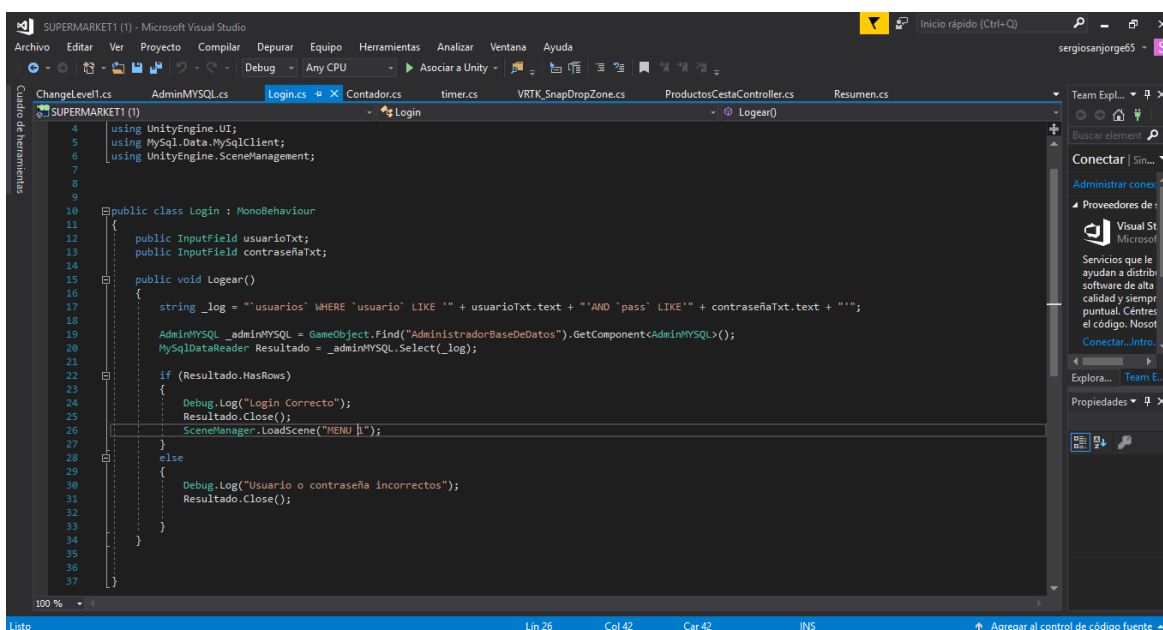 SUPERMARKET1 (1) - Microsoft Visual Studio
Inicio rápido (Ctrl+Q)
Archivo Editar Ver Proyecto Compilar Depurar Equipo Herramientas Analizar Ventana Ayuda
sergiosanjorge65
Debug Any CPU Asociar a Unity
Cuadro de herramientas
ChangeLevel1.cs AdminMYSQL.cs Login.cs Contador.cs timer.cs VRTK_SnapDropZone.cs ProductosCestaController.cs Resumen.cs
SUPERMARKET1 (1) Login Logear()
4 using UnityEngine.UI;
5 using MySql.Data.MySqlClient;
6 using UnityEngine.SceneManagement;
7
8
9
10 public class Login : MonoBehaviour
11 {
12 public InputField usuarioTxt;
13 public InputField contraseñaTxt;
14
15 public void Logear()
16 {
17 string _log = "`usuarios` WHERE `usuario` LIKE '" + usuarioTxt.text + "'AND `pass` LIKE'" + contraseñaTxt.text + "'";
18
19 AdminMYSQL _adminMYSQL = GameObject.Find("AdministradorBaseDeDatos").GetComponent<AdminMYSQL>();
20 MySqlDataReader Resultado = _adminMYSQL.Select(_log);
21
22 if (Resultado.HasRows)
23 {
24 Debug.Log("Login Correcto");
25 Resultado.Close();
26 SceneManager.LoadScene("MENU 1");
27 }
28 else
29 {
30 Debug.Log("Usuario o contraseña incorrectos");
31 Resultado.Close();
32
33 }
34 }
35
36
37 }
100 %
Team Expl...
Buscar element
Conectar | Sin...
Administrar conex
Proveedores de s
Visual St
Microsof
Servicios que le
ayudan a distribu
software de alta
calidad y siempr
puntual. Céntres
el código. Nosot
Conectar...Intro.
Explora... Team E...
Propiedades
Listo Lín 26 Col 42 Car 42 INS Agregar al control de código fuente